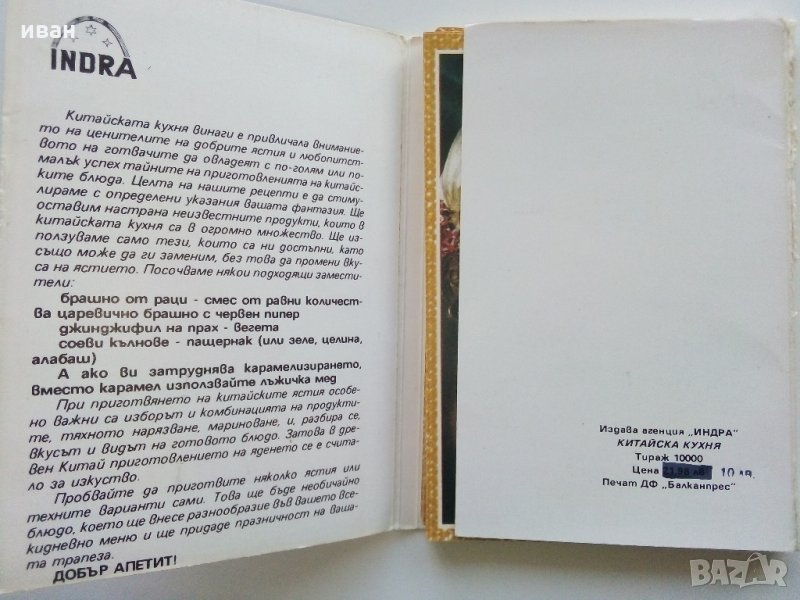 иван
INDRA
Китайската кухня винаги е привличала внимание-
то на ценителите на добрите ястия и любопитст-
вото на готвачите да овладеят с по-голям или по-
малък успех тайните на приготовленията на китайс-
ките блюда. Целта на нашите рецепти е да стиму-
лираме с определени указания вашата фантазия. Ще
оставим настрана неизвестните продукти, които в
китайската кухня са в огромно множество. Ще из-
ползуваме само тези, които са ни достъпни, като
също може да ги заменим, без това да промени вку-
са на ястието. Посочваме някои подходящи замести-
тели:
брашно от раци - смес от равни количест-
ва царевично брашно с червен пипер
джинджифил на прах - вегета
соеви кълнове - пащернак (или зеле, целина,
алабаш)
А ако ви затруднява карамелизирането,
вместо карамел използвайте лъжичка мед
При приготвянето на китайските ястия особе-
но важни са изборът и комбинацията на продукти-
те, тяхното нарязване, мариноване, и, разбира се,
вкусът и видът на готовото блюдо. Затова в дре-
вен Китай приготовлението на яденето се е счита-
ло за изкуство.
Пробвайте да приготвите няколко ястия или
техните варианти сами. Това ще бъде необичайно
блюдо, което ще внесе разнообразие във вашето все-
кидневно меню и ще придаде празничност на ваша-
та трапеза.
ДОБЪР АПЕТИТ!
Издава агенция „ИНДРА"
КИТАЙСКА КУХНЯ
Тираж 10000
Цена 23.96 лв 10 лв.
Печат ДФ „Балканпрес"
BAZAR